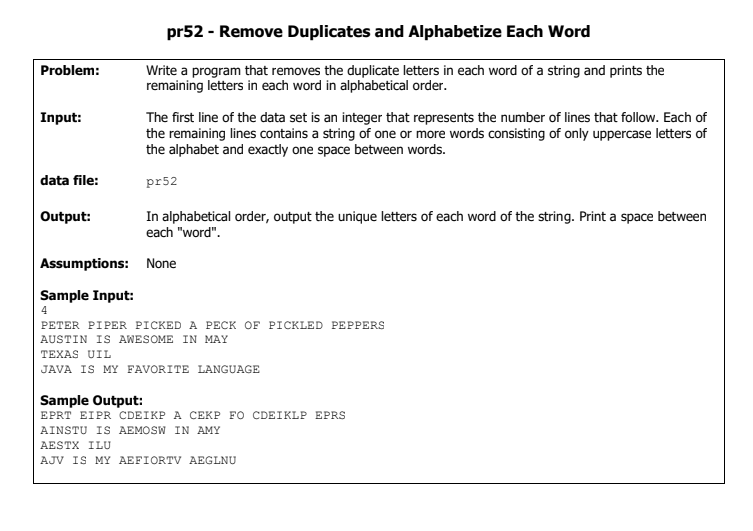 pr52 - Remove Duplicates and Alphabetize Each Word
Problem: Write a program that removes the duplicate letters in each word of a string and prints the
remaining letters in each word in alphabetical order.
Input: The first line of the data set is an integer that represents the number of lines that follow. Each of
the remaining lines contains a string of one or more words consisting of only uppercase letters of
the alphabet and exactly one space between words.
data file: pr52
Output: In alphabetical order, output the unique letters of each word of the string. Print a space between
each "word".
Assumptions: None
Sample Input:
4
PETER PIPER PICKED A PECK OF PICKLED PEPPERS
AUSTIN IS AWESOME IN MAY
TEXAS UIL
JAVA IS MY FAVORITE LANGUAGE
Sample Output:
EPRT EIPR CDEIKP A CEKP FO CDEIKLP EPRS
AINSTU IS AEMOSW IN AMY
AESTX ILU
AJV IS MY AEFIORTV AEGLNU